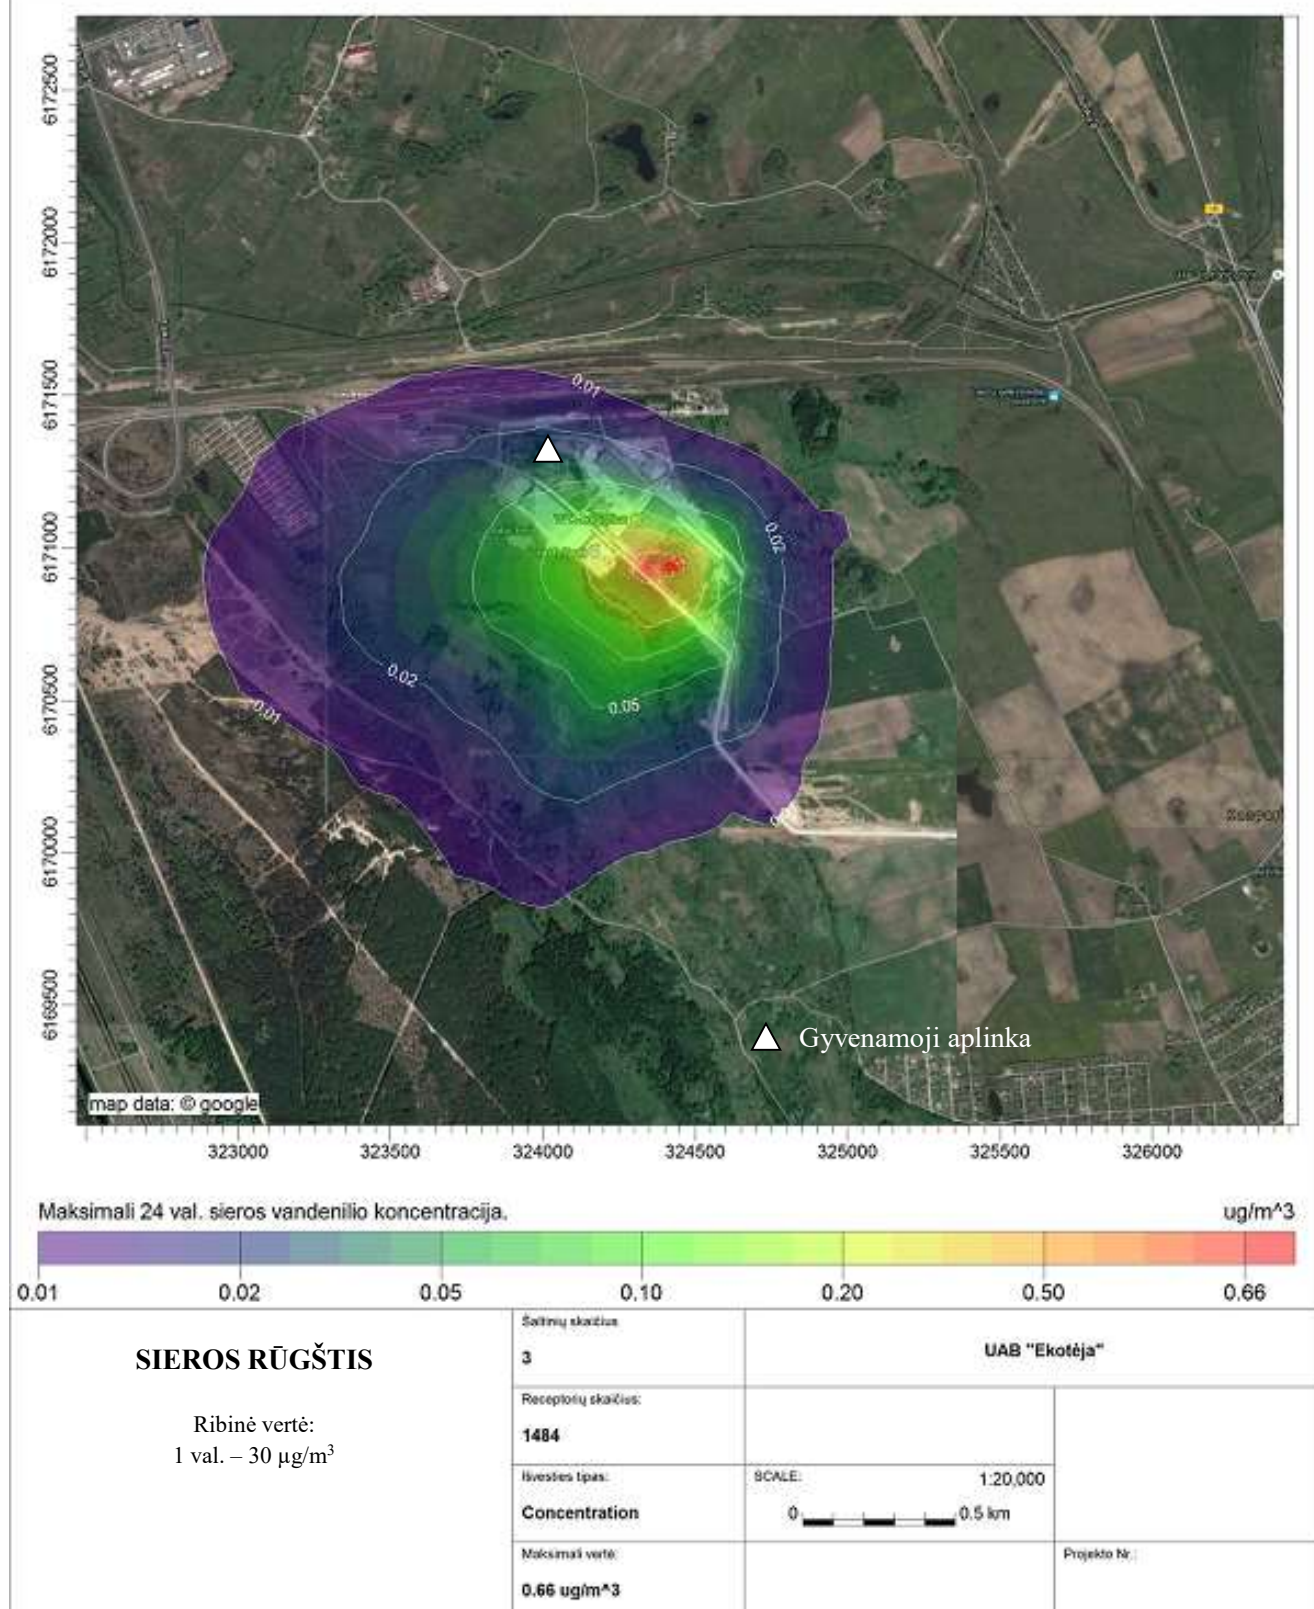 6172500
6172000
6171500
6171000
6170500
6170000
6169500
0.01
0.02
0.02
0.01
0.05
Gyvenamoji aplinka
map data: © google
323000 323500 324000 324500 325000 325500 326000
Maksimali 24 val. sieros vandenilio koncentracija. ug/m^3
0.01 0.02 0.05 0.10 0.20 0.50 0.66
SIEROS RŪGŠTIS
Ribinė vertė:
1 val. – 30 µg/m³
Šaltinių skaičius
3
UAB "Ekotėja"
Receptorių skaičius:
1484
Išvesties tipas:
Concentration
SCALE: 1:20,000
0 0.5 km
Maksimali vertė:
0.66 ug/m^3
Projekto Nr.: